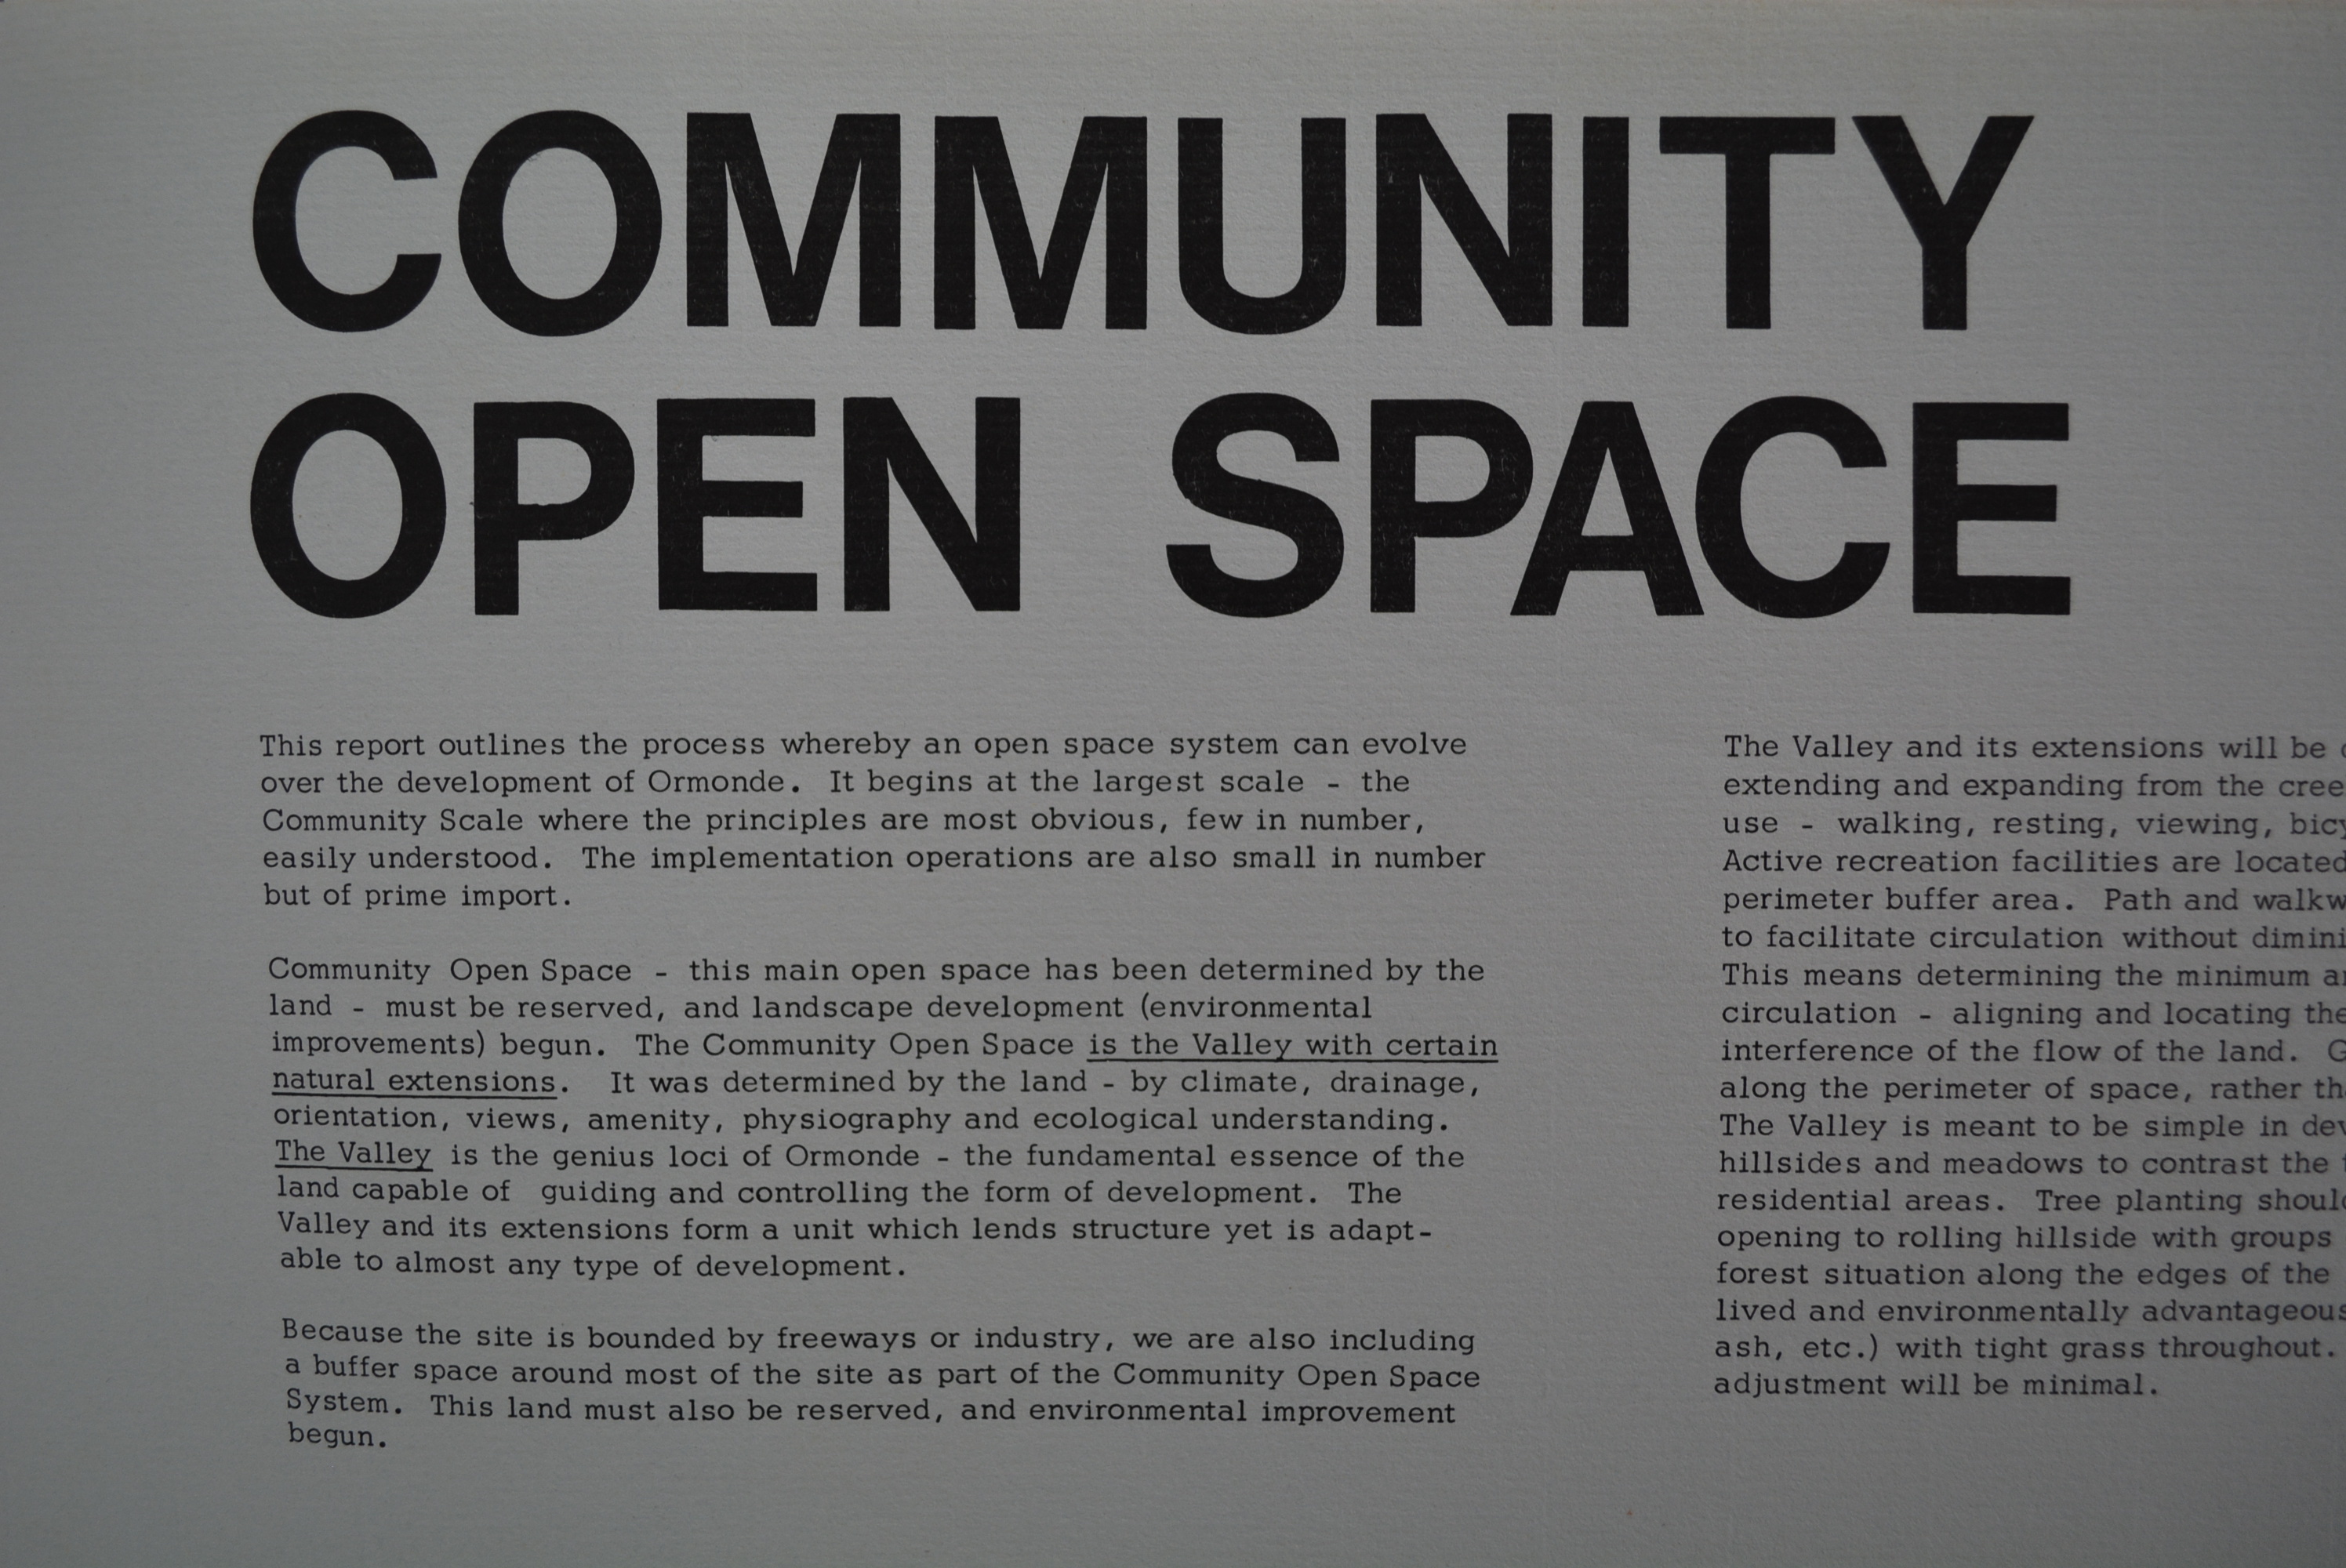 COMMUNITY
OPEN SPACE
This report outlines the process whereby an open space system can evolve
over the development of Ormonde. It begins at the largest scale - the
Community Scale where the principles are most obvious, few in number,
easily understood. The implementation operations are also small in number
but of prime import.
Community Open Space - this main open space has been determined by the
land - must be reserved, and landscape development (environmental
improvements) begun. The Community Open Space is the Valley with certain
natural extensions. It was determined by the land - by climate, drainage,
orientation, views, amenity, physiography and ecological understanding.
The Valley is the genius loci of Ormonde - the fundamental essence of the
land capable of guiding and controlling the form of development. The
Valley and its extensions form a unit which lends structure yet is adapt-
able to almost any type of development.
Because the site is bounded by freeways or industry, we are also including
a buffer space around most of the site as part of the Community Open Space
System. This land must also be reserved, and environmental improvement
begun.
The Valley and its extensions will be
extending and expanding from the
use - walking, resting, viewing,
Active recreation facilities are located
perimeter buffer area. Path and
to facilitate circulation without
This means determining the minimum
circulation - aligning and locating the
interference of the flow of the land.
along the perimeter of space, rather
The Valley is meant to be simple in
hillsides and meadows to contrast the
residential areas. Tree planting
opening to rolling hillside with groups
forest situation along the edges of the
lived and environmentally advantageous
ash, etc.) with tight grass throughout.
adjustment will be minimal.